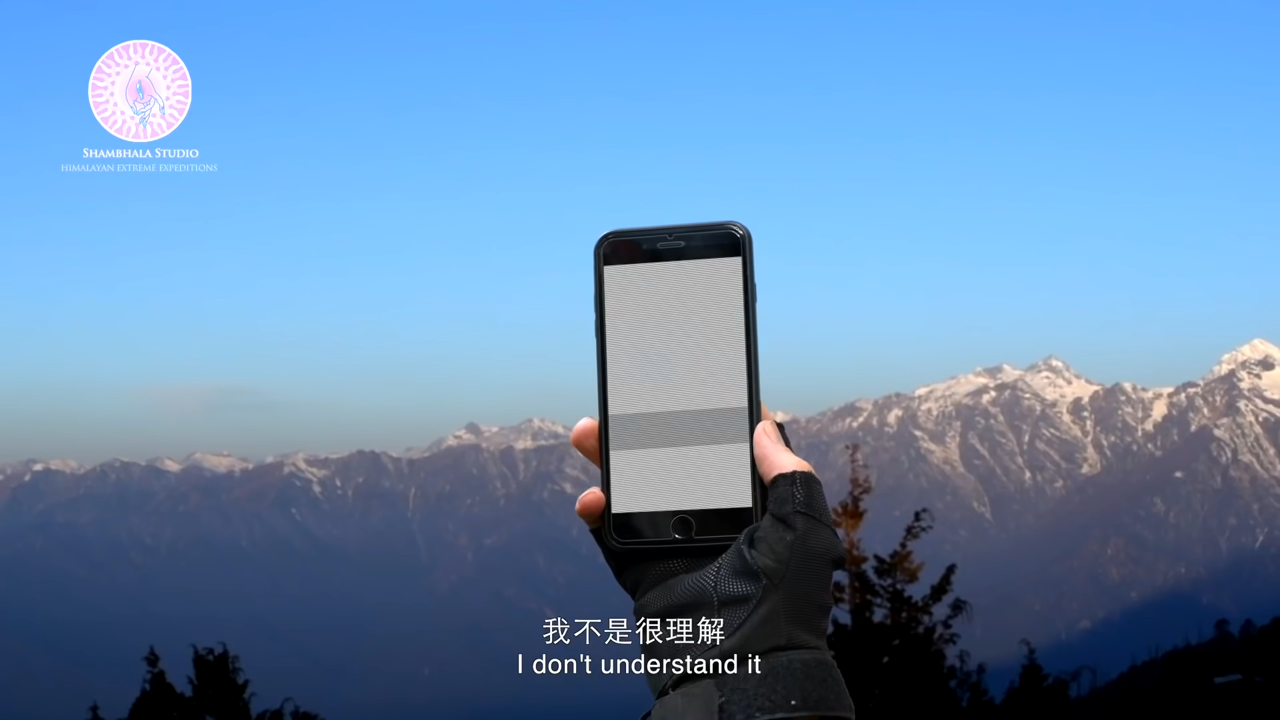 SHAMBHALA STUDIO
HIMALAYAN EXTREME EXPEDITIONS
我不是很理解
I don't understand it